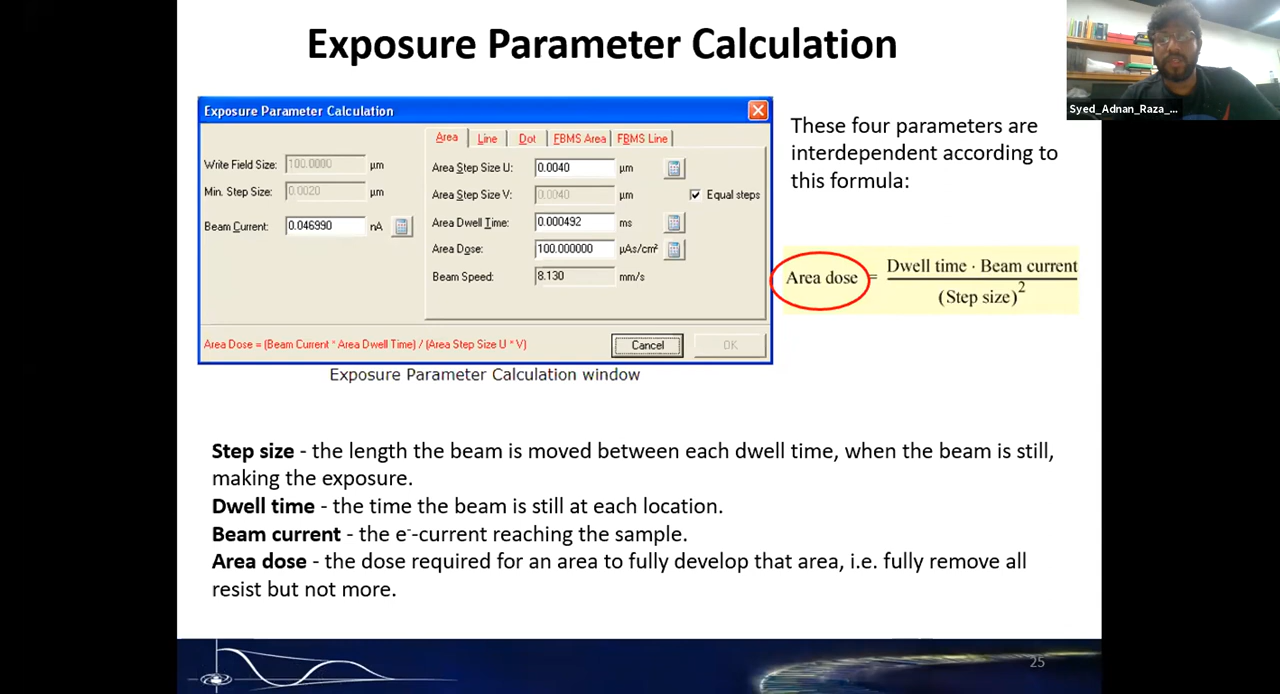 Exposure Parameter Calculation
Syed_Adnan_Raza_...
Exposure Parameter Calculation
Area Line Dot FBMS Area FBMS Line
Write Field Size: 100.0000 µm
Min. Step Size: 0.0020 µm
Beam Current: 0.046990 nA
Area Step Size U: 0.0040 µm
Area Step Size V: 0.0040 µm Equal steps
Area Dwell Time: 0.000492 ms
Area Dose: 100.000000 µAs/cm²
Beam Speed: 8.130 mm/s
Area Dose = (Beam Current * Area Dwell Time) / (Area Step Size U * V)
Cancel OK
Exposure Parameter Calculation window
These four parameters are
interdependent according to
this formula:
Area dose = Dwell time · Beam current
(Step size)²
Step size - the length the beam is moved between each dwell time, when the beam is still,
making the exposure.
Dwell time - the time the beam is still at each location.
Beam current - the e⁻-current reaching the sample.
Area dose - the dose required for an area to fully develop that area, i.e. fully remove all
resist but not more.
25